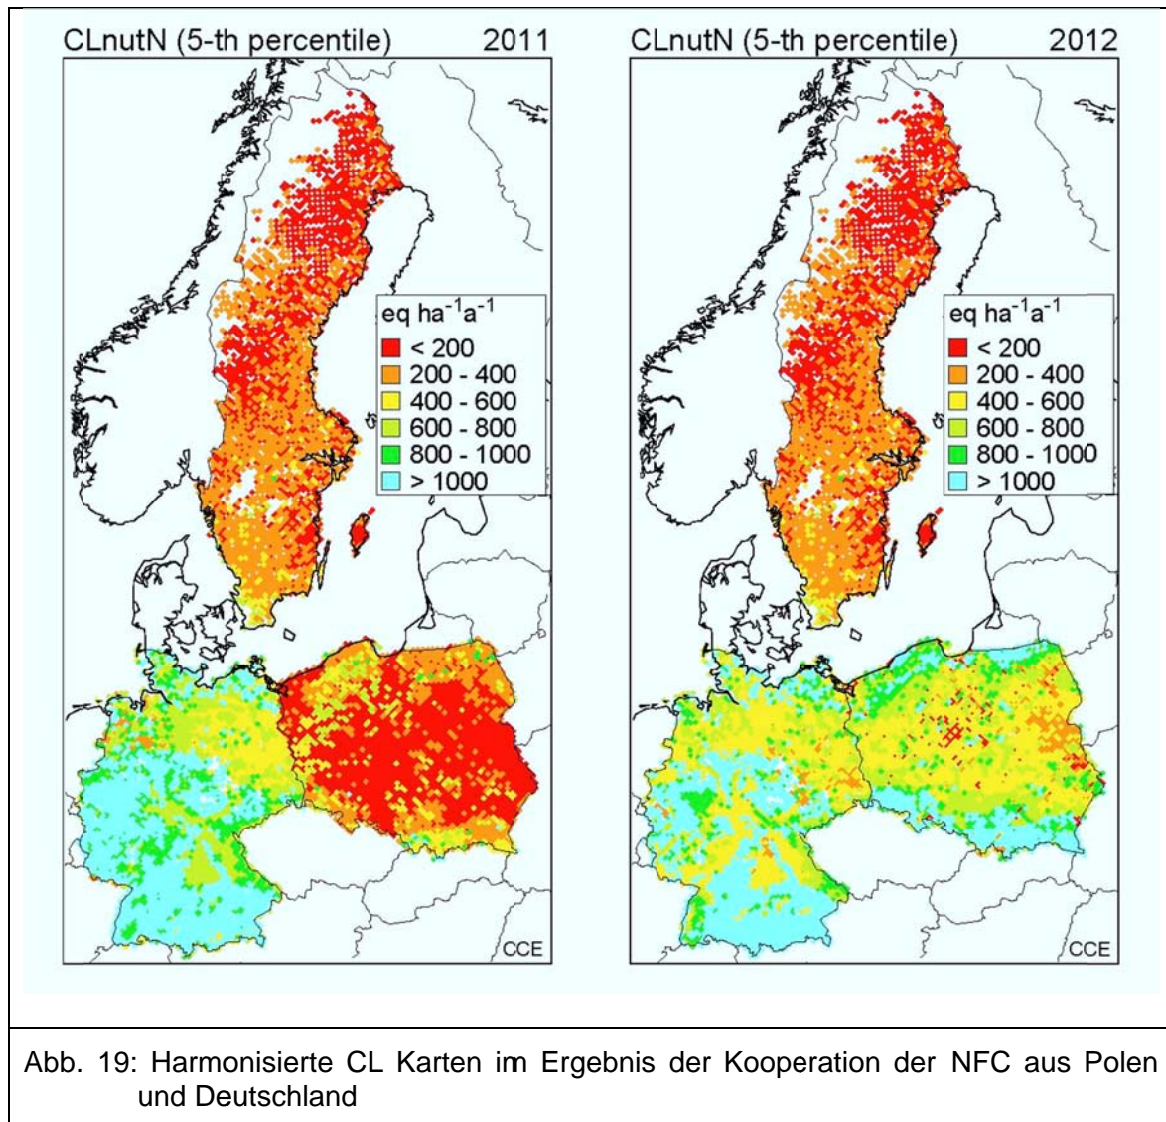 CLnutN (5-th percentile) 2011
eq ha⁻¹a⁻¹
< 200
200 - 400
400 - 600
600 - 800
800 - 1000
> 1000
CCE
CLnutN (5-th percentile) 2012
eq ha⁻¹a⁻¹
< 200
200 - 400
400 - 600
600 - 800
800 - 1000
> 1000
CCE
Abb. 19: Harmonisierte CL Karten im Ergebnis der Kooperation der NFC aus Polen
und Deutschland